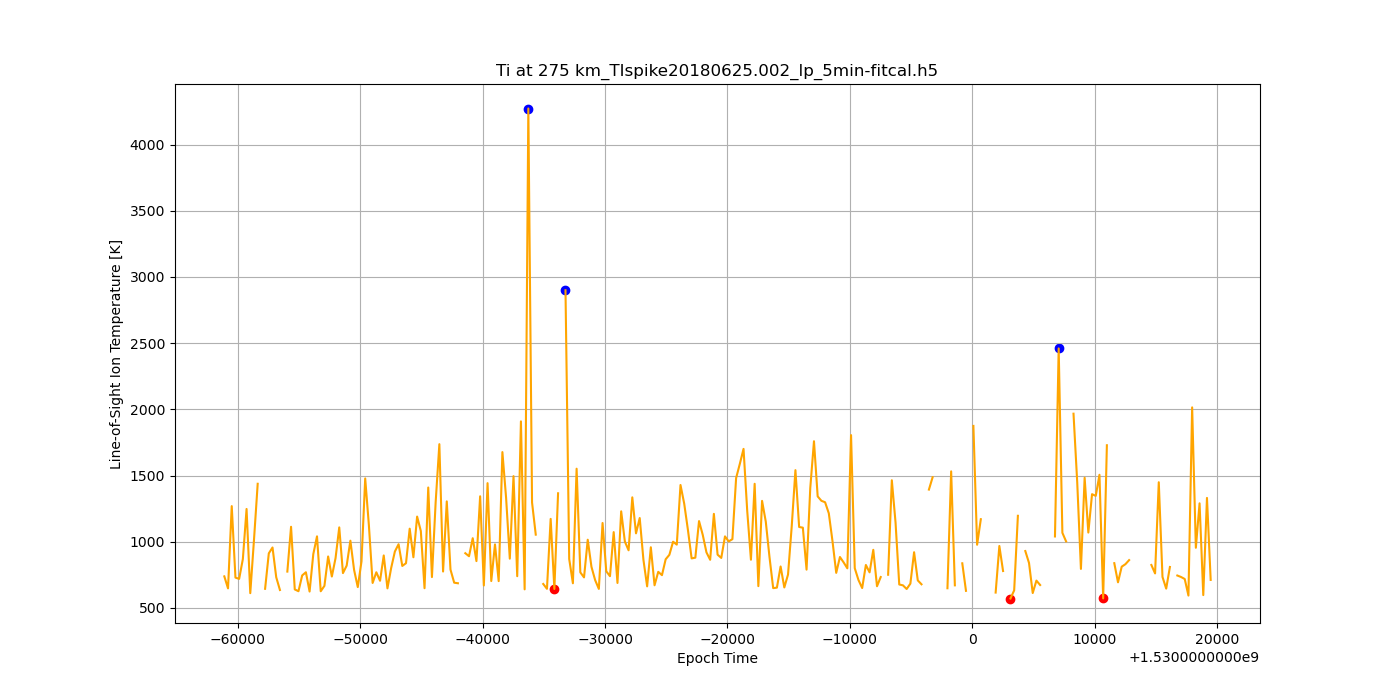 Ti at 275 km_TIspike20180625.002_lp_5min-fitcal.h5
Line-of-Sight Ion Temperature [K]
4000
3500
3000
2500
2000
1500
1000
500
−60000 −50000 −40000 −30000 −20000 −10000 0 10000 20000
Epoch Time
+1.5300000000e9